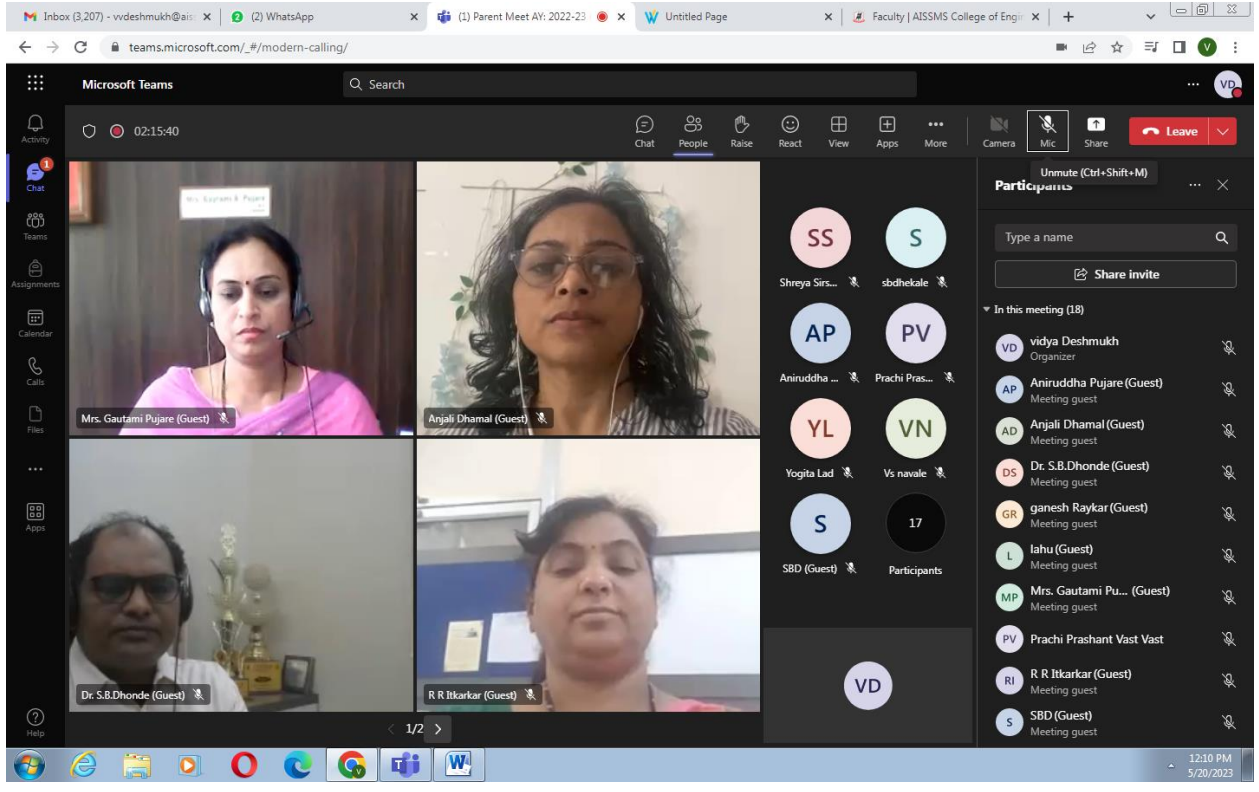 Inbox (3,207) - vvdeshmukh@ais
(2) WhatsApp
(1) Parent Meet AY: 2022-23
Untitled Page
Faculty | AISSMS College of Engin
teams.microsoft.com/_#/modern-calling/
V
Microsoft Teams
Search
VD
02:15:40
Chat
People
Raise
React
View
Apps
More
Camera
Mic
Share
Leave
Unmute (Ctrl+Shift+M)
Activity
1
Chat
Teams
Assignments
Calendar
Calls
Files
Apps
Help
Mrs. Gautami A. Pujare
Mrs. Gautami Pujare (Guest)
Anjali Dhamal (Guest)
Dr. S.B.Dhonde (Guest)
R R Itkarkar (Guest)
1/2
SS
Shreya Sirs...
S
sbdhekale
AP
Aniruddha ...
PV
Prachi Pras...
YL
Yogita Lad
VN
Vs navale
S
SBD (Guest)
17
Participants
VD
Participants
Type a name
Share invite
In this meeting (18)
VD
vidya Deshmukh
Organizer
AP
Aniruddha Pujare (Guest)
Meeting guest
AD
Anjali Dhamal (Guest)
Meeting guest
DS
Dr. S.B.Dhonde (Guest)
Meeting guest
GR
ganesh Raykar (Guest)
Meeting guest
L
lahu (Guest)
Meeting guest
MP
Mrs. Gautami Pu... (Guest)
Meeting guest
PV
Prachi Prashant Vast Vast
RI
R R Itkarkar (Guest)
Meeting guest
S
SBD (Guest)
Meeting guest
12:10 PM
5/20/2023